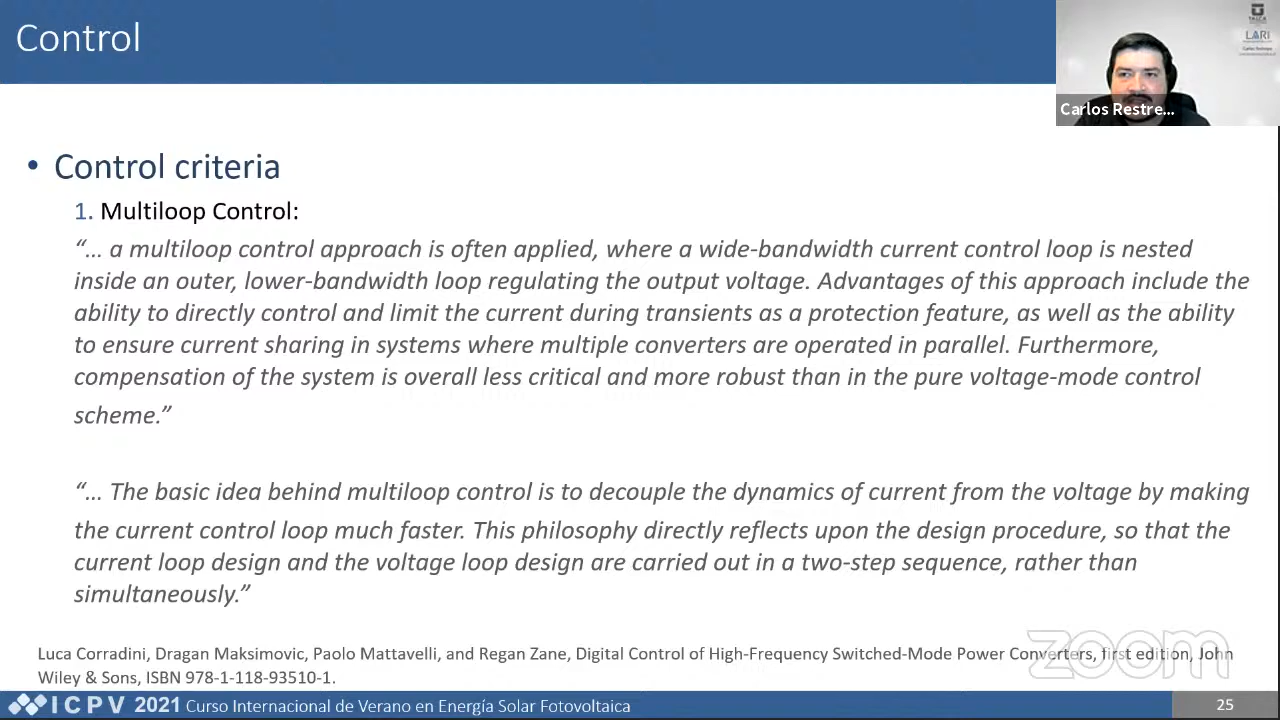 Control
TALCA
LARI
Carlos Restre...
• Control criteria
1. Multiloop Control:
“... a multiloop control approach is often applied, where a wide-bandwidth current control loop is nested
inside an outer, lower-bandwidth loop regulating the output voltage. Advantages of this approach include the
ability to directly control and limit the current during transients as a protection feature, as well as the ability
to ensure current sharing in systems where multiple converters are operated in parallel. Furthermore,
compensation of the system is overall less critical and more robust than in the pure voltage-mode control
scheme.”
“... The basic idea behind multiloop control is to decouple the dynamics of current from the voltage by making
the current control loop much faster. This philosophy directly reflects upon the design procedure, so that the
current loop design and the voltage loop design are carried out in a two-step sequence, rather than
simultaneously.”
zoom
Luca Corradini, Dragan Maksimovic, Paolo Mattavelli, and Regan Zane, Digital Control of High-Frequency Switched-Mode Power Converters, first edition, John
Wiley & Sons, ISBN 978-1-118-93510-1.
ICPV 2021 Curso Internacional de Verano en Energía Solar Fotovoltaica
25